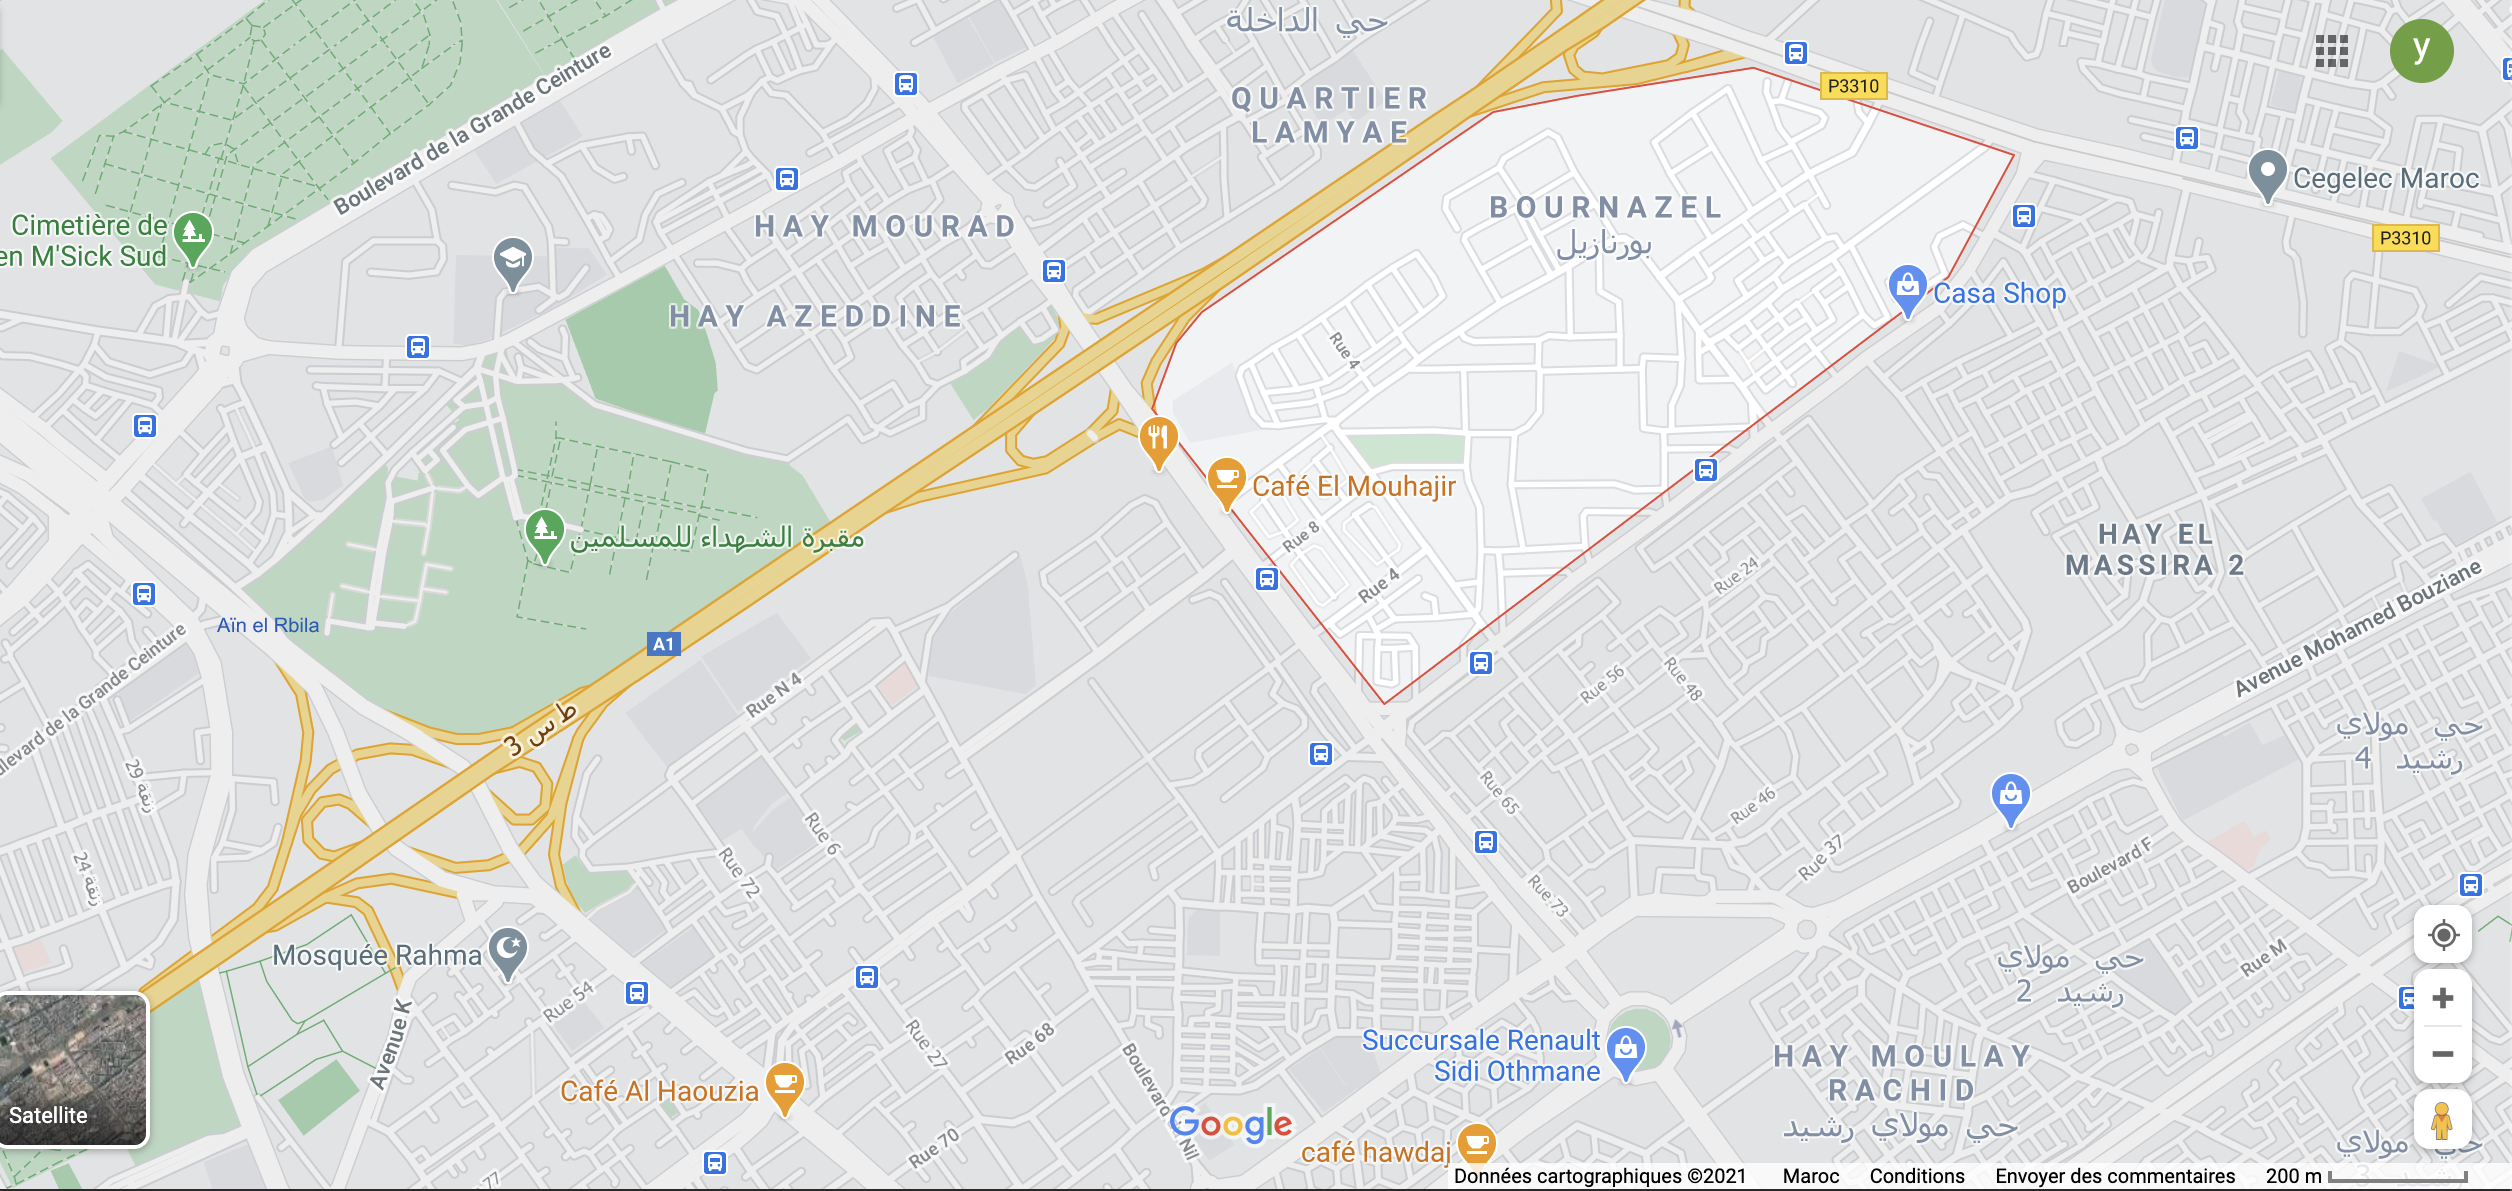 حي الداخلة
QUARTIER
LAMYAE
Boulevard de la Grande Ceinture
P3310
y
Cegelec Maroc
P3310
Cimetière de
en M'Sick Sud
HAY MOURAD
BOURNAZEL
بورنازيل
HAY AZEDDINE
Casa Shop
Rue 4
Café El Mouhajir
Rue 8
Rue 4
مقبرة الشهداء للمسلمين
HAY EL
MASSIRA 2
Rue 24
Avenue Mohamed Bouziane
Aïn el Rbila
A1
levard de la Grande Ceinture
Rue N 4
ط س 3
Rue 56
Rue 48
حي مولاي
رشيد 4
زنقة 29
Rue 6
Rue 65
Rue 46
Rue 37
Boulevard F
زنقة 24
Rue 72
Rue 73
Mosquée Rahma
Rue 54
Avenue K
حي مولاي
رشيد 2
Rue M
Rue 27
Rue 68
Succursale Renault
Sidi Othmane
HAY MOULAY
RACHID
حي مولاي رشيد
Café Al Haouzia
Boulevard
Nil
Google
Rue 70
café hawdaj
حي مولاي
Satellite
77
Données cartographiques ©2021 Maroc Conditions Envoyer des commentaires 200 m